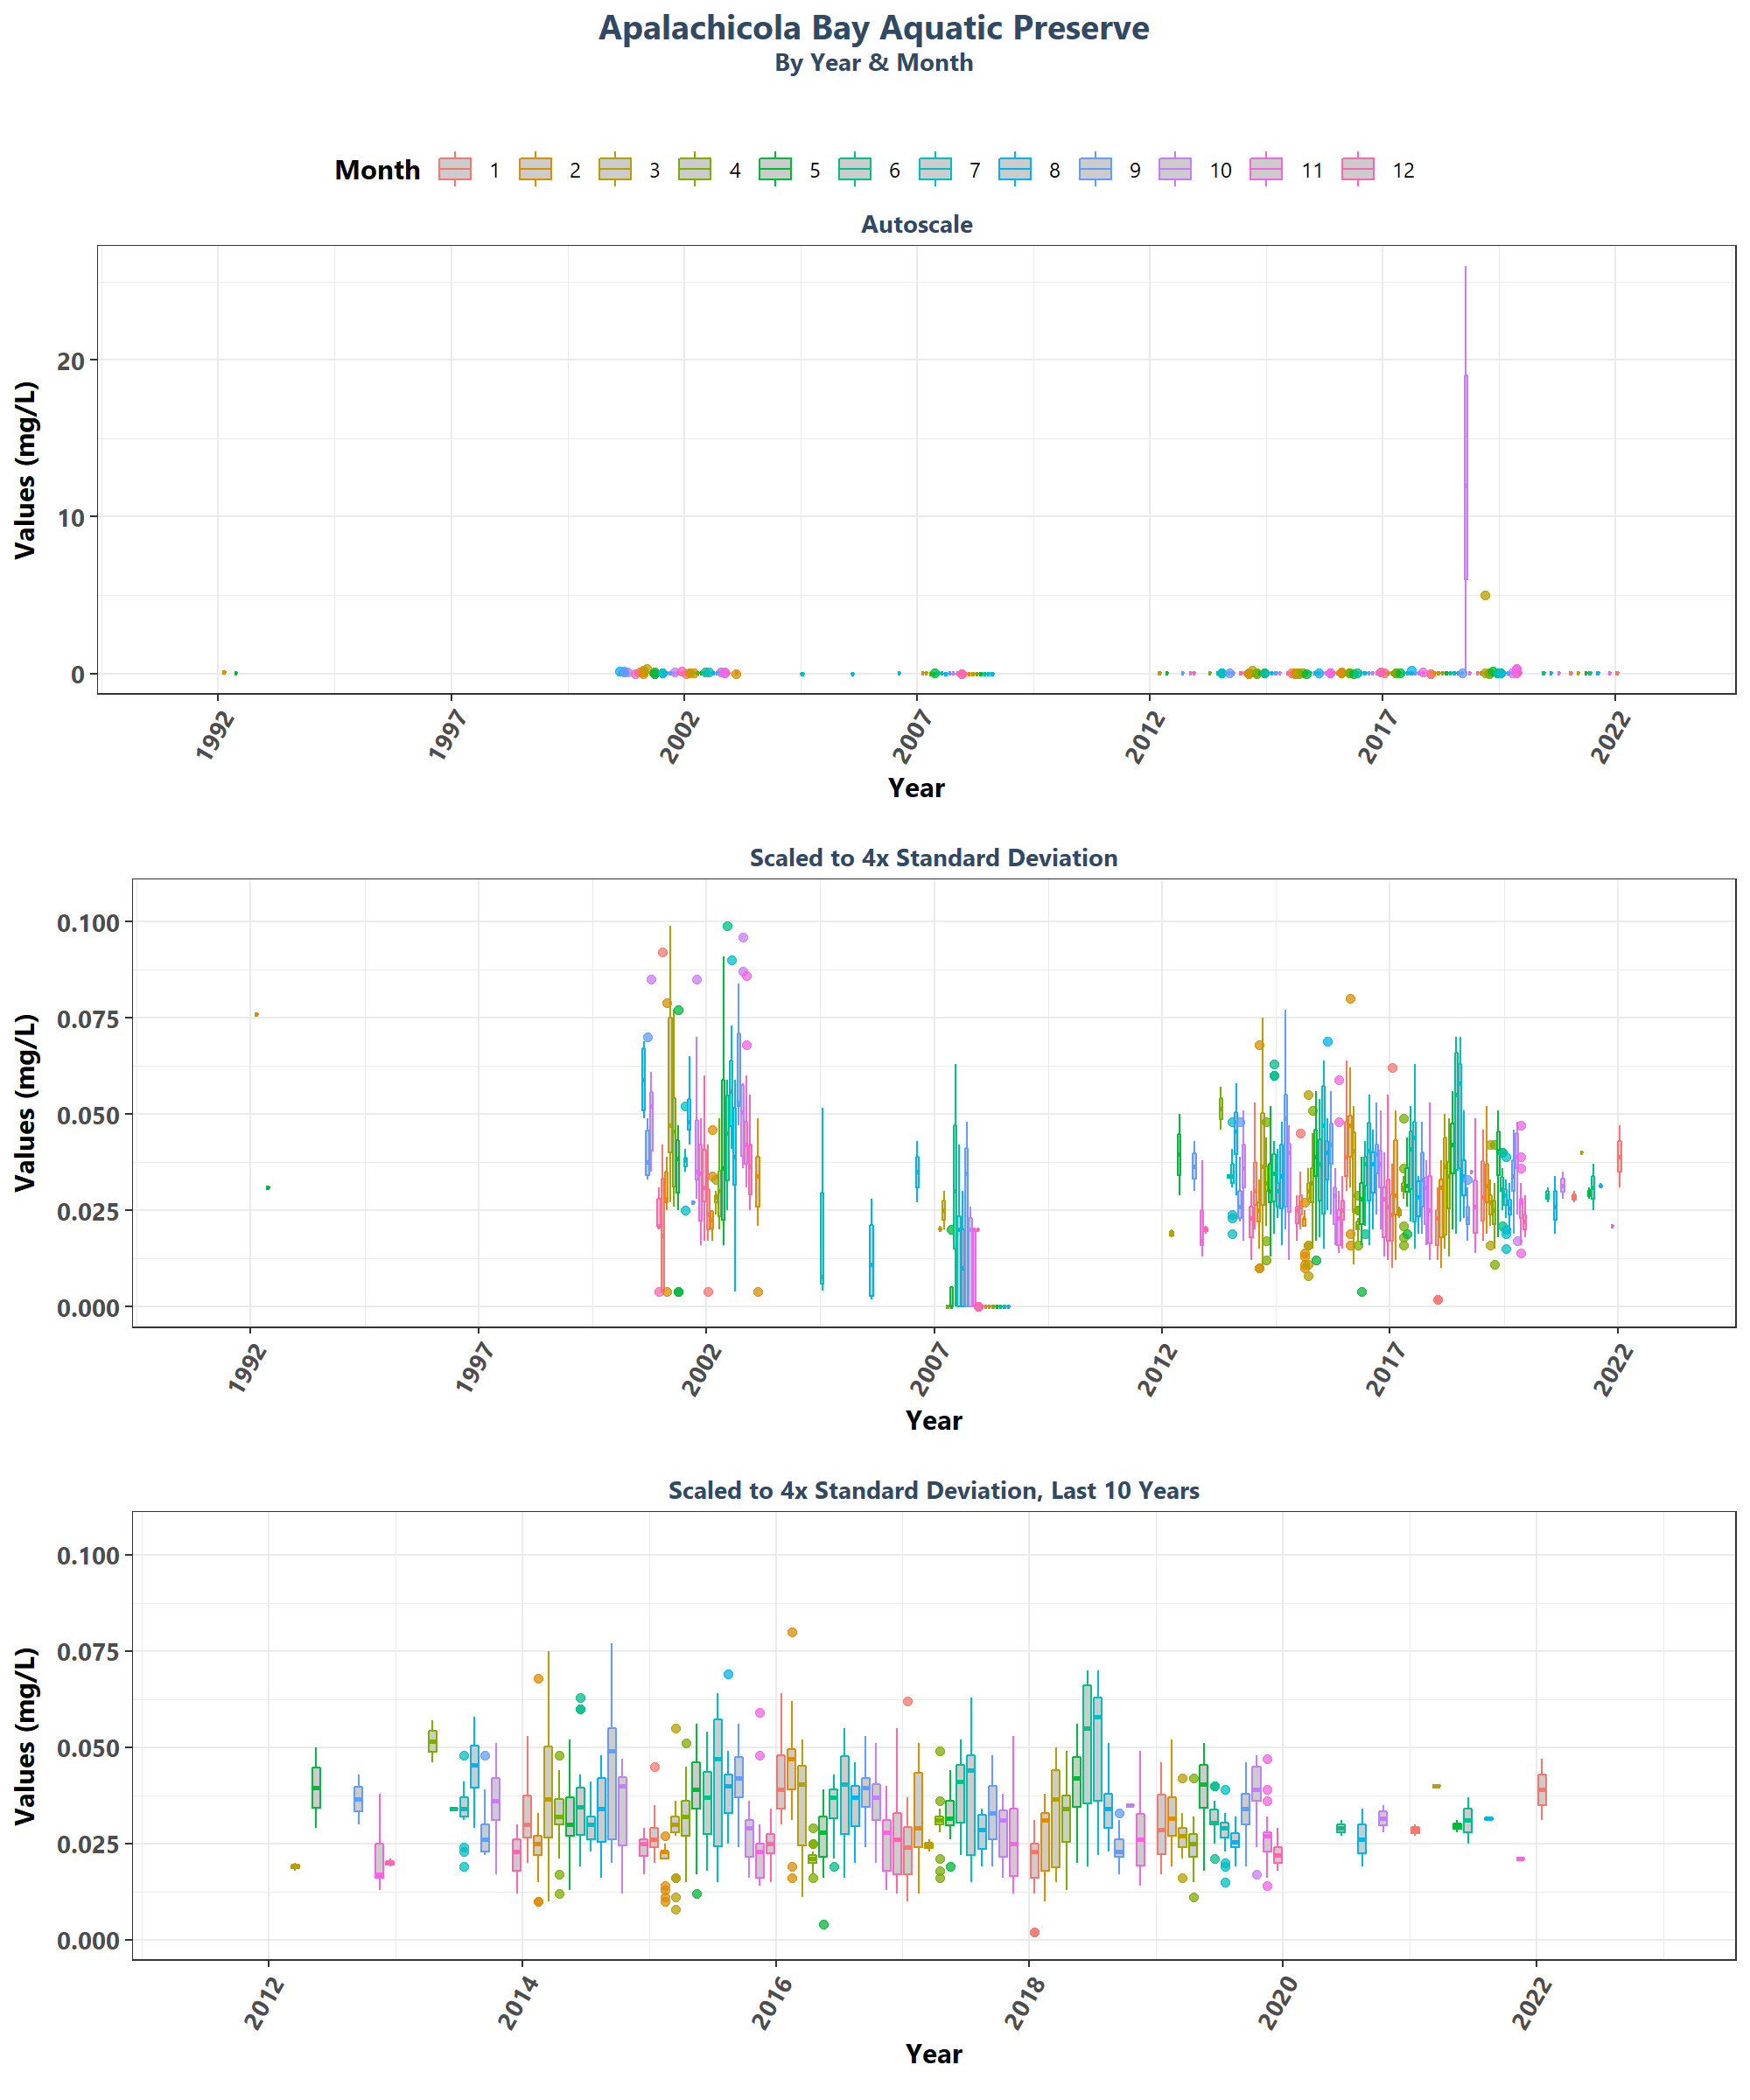 Apalachicola Bay Aquatic Preserve
By Year & Month
Month 1 2 3 4 5 6 7 8 9 10 11 12
Autoscale
Values (mg/L)
20
10
0
1992 1997 2002 2007 2012 2017 2022
Year
Scaled to 4x Standard Deviation
Values (mg/L)
0.100
0.075
0.050
0.025
0.000
1992 1997 2002 2007 2012 2017 2022
Year
Scaled to 4x Standard Deviation, Last 10 Years
Values (mg/L)
0.100
0.075
0.050
0.025
0.000
2012 2014 2016 2018 2020 2022
Year